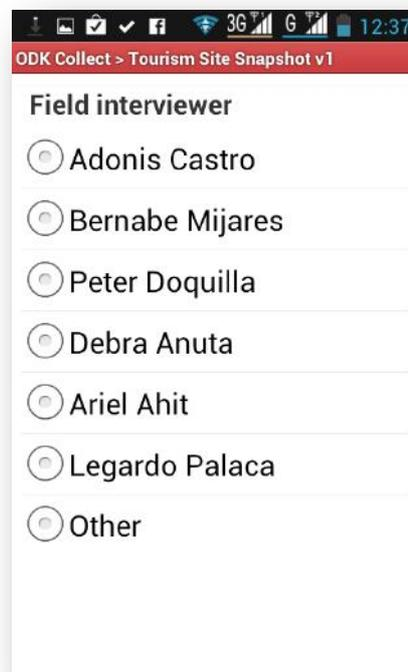 3G G 12:37
ODK Collect > Tourism Site Snapshot v1
Field interviewer
Adonis Castro
Bernabe Mijares
Peter Doquilla
Debra Anuta
Ariel Ahit
Legardo Palaca
Other